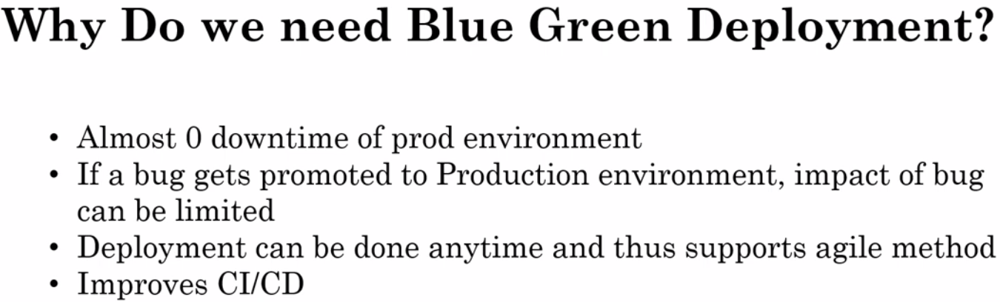 Why Do we need Blue Green Deployment?
• Almost 0 downtime of prod environment
• If a bug gets promoted to Production environment, impact of bug
can be limited
• Deployment can be done anytime and thus supports agile method
• Improves CI/CD